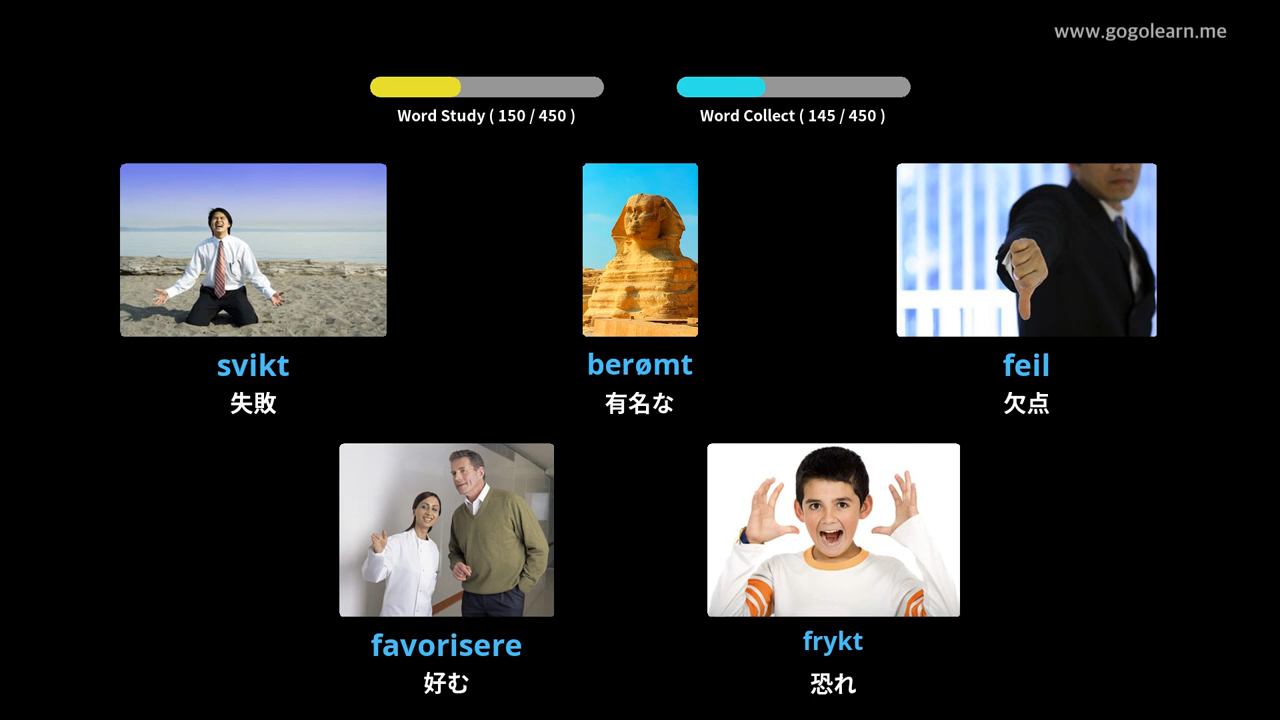 www.gogolearn.me
Word Study ( 150 / 450 )
Word Collect ( 145 / 450 )
svikt
失敗
berømt
有名な
feil
欠点
favorisere
好む
frykt
恐れ